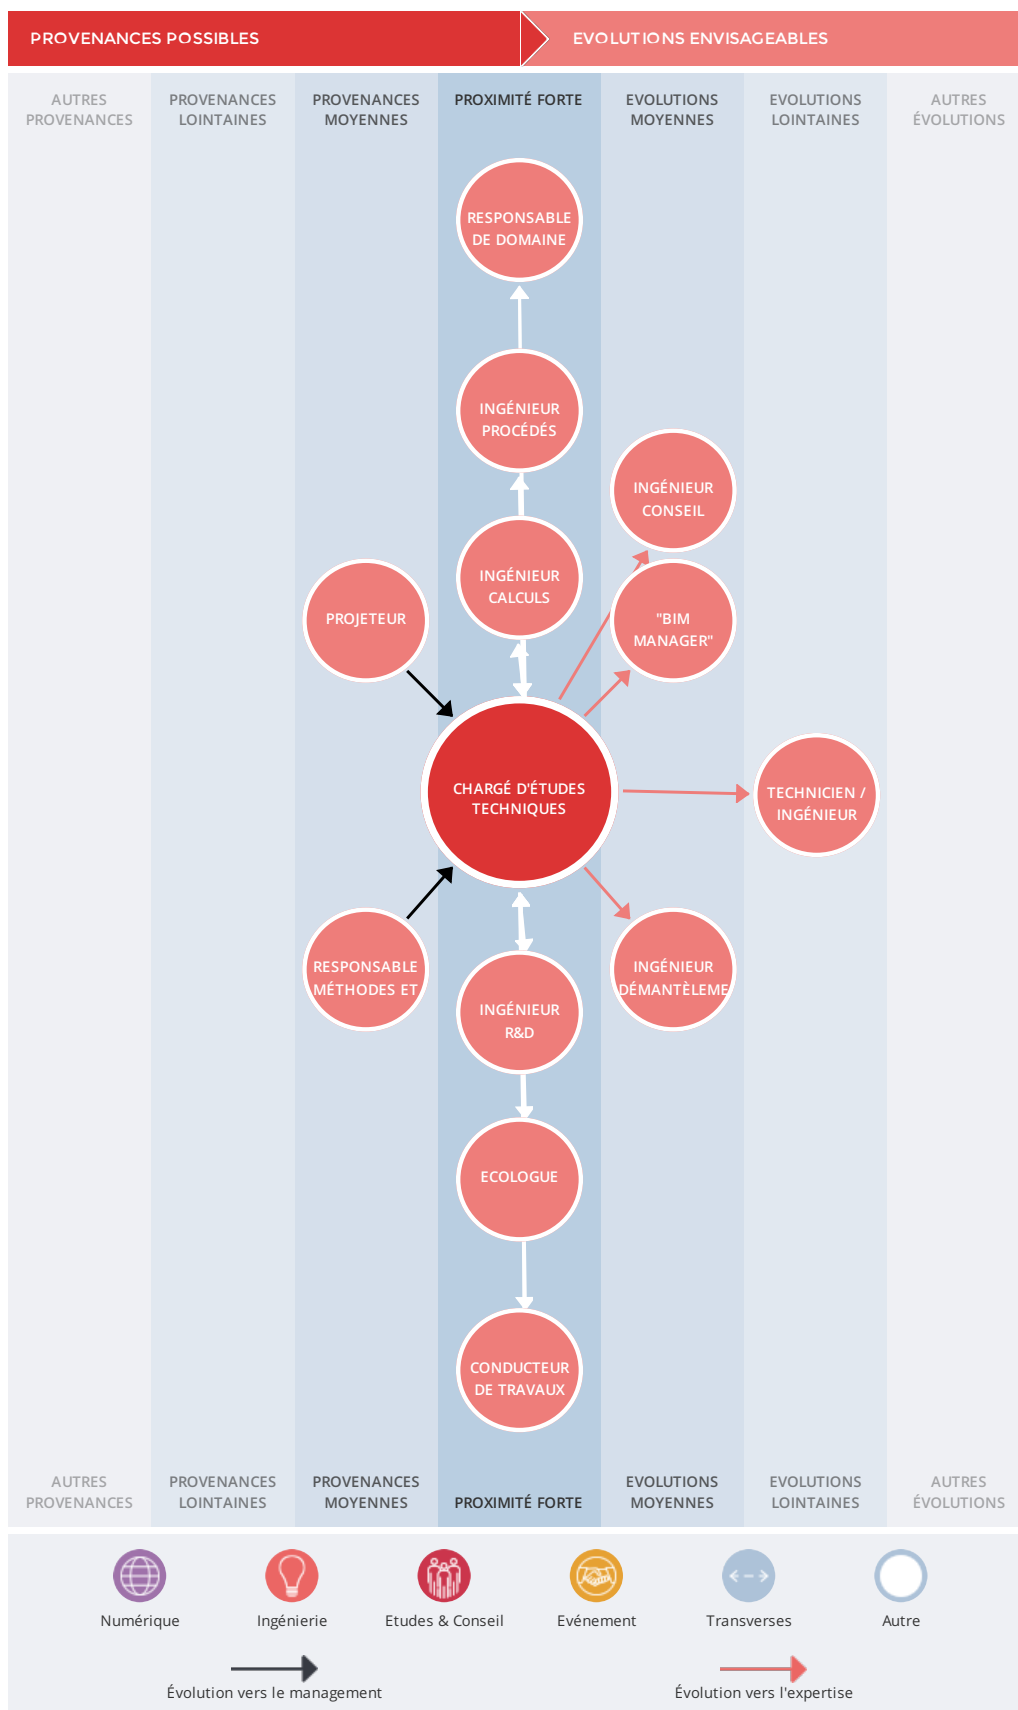 PROVENANCES POSSIBLES
EVOLUTIONS ENVISAGEABLES
AUTRES
PROVENANCES
PROVENANCES
LOINTAINES
PROVENANCES
MOYENNES
PROXIMITÉ FORTE
EVOLUTIONS
MOYENNES
EVOLUTIONS
LOINTAINES
AUTRES
ÉVOLUTIONS
RESPONSABLE
DE DOMAINE
INGÉNIEUR
PROCÉDÉS
INGÉNIEUR
CONSEIL
INGÉNIEUR
CALCULS
PROJETEUR
"BIM
MANAGER"
CHARGÉ D'ÉTUDES
TECHNIQUES
TECHNICIEN /
INGÉNIEUR
RESPONSABLE
MÉTHODES ET
INGÉNIEUR
DÉMANTÈLEME
INGÉNIEUR
R&D
ECOLOGUE
CONDUCTEUR
DE TRAVAUX
AUTRES
PROVENANCES
PROVENANCES
LOINTAINES
PROVENANCES
MOYENNES
PROXIMITÉ FORTE
EVOLUTIONS
MOYENNES
EVOLUTIONS
LOINTAINES
AUTRES
ÉVOLUTIONS
Numérique
Ingénierie
Etudes & Conseil
Evénement
Transverses
Autre
Évolution vers le management
Évolution vers l'expertise